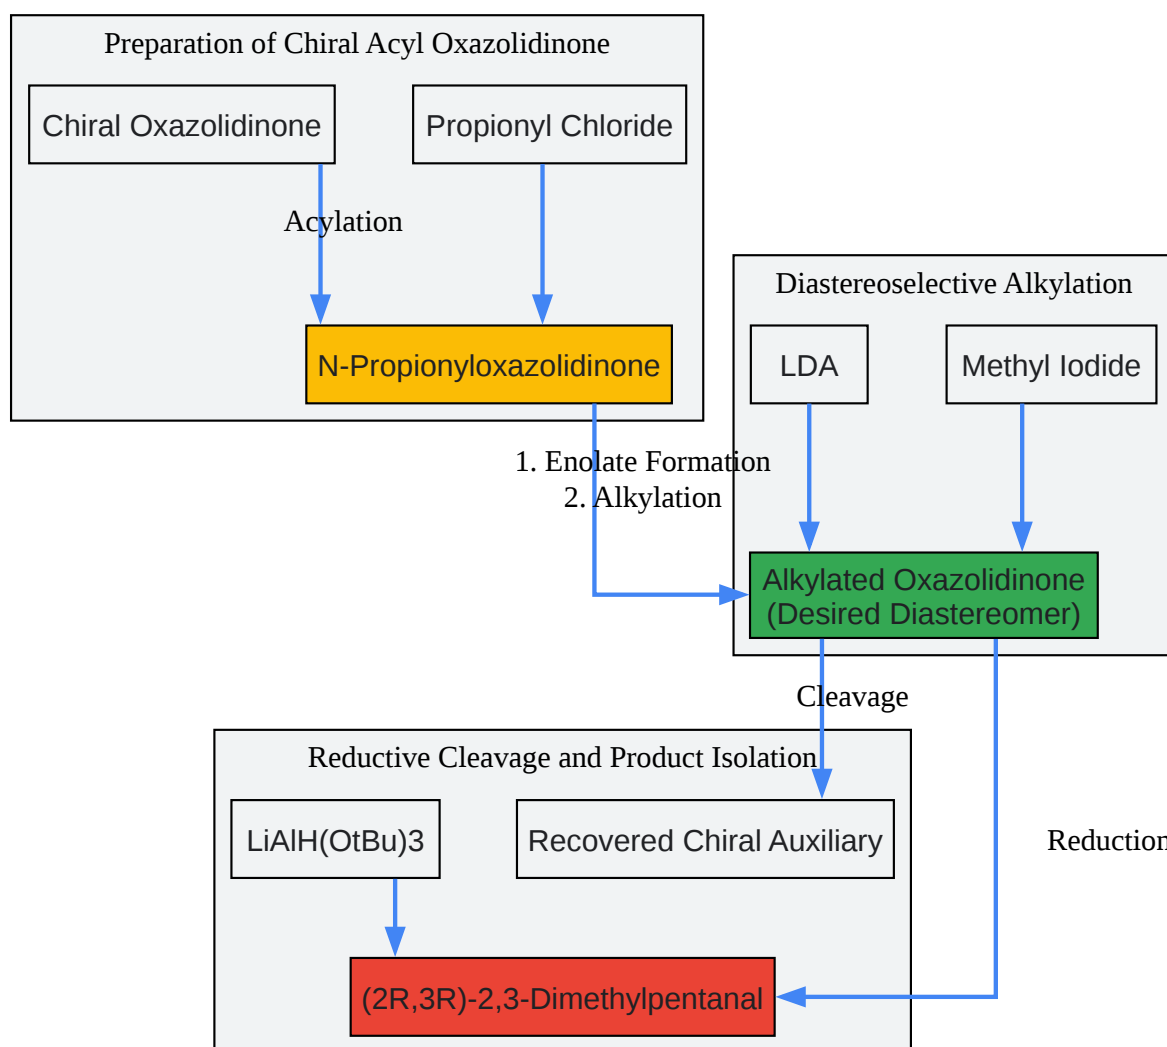 Preparation of Chiral Acyl Oxazolidinone
Chiral Oxazolidinone
Propionyl Chloride
Acylation
N-Propionyloxazolidinone
Diastereoselective Alkylation
LDA
Methyl Iodide
1. Enolate Formation
2. Alkylation
Alkylated Oxazolidinone
(Desired Diastereomer)
Cleavage
Reductive Cleavage and Product Isolation
LiAlH(OtBu)3
Recovered Chiral Auxiliary
Reduction
(2R,3R)-2,3-Dimethylpentanal